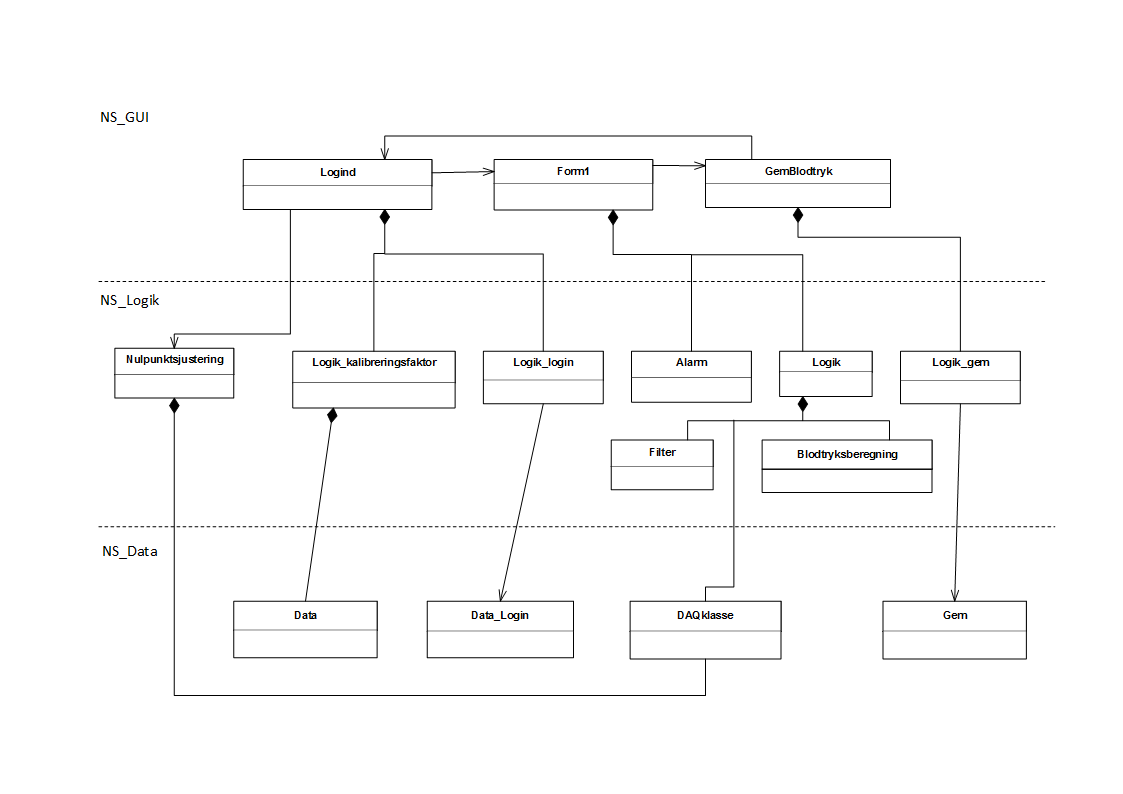 NS_GUI
Logind
Form1
GemBlodtryk
NS_Logik
Nulpunktsjustering
Logik_kalibreringsfaktor
Logik_login
Alarm
Logik
Logik_gem
Filter
Blodtryksberegning
NS_Data
Data
Data_Login
DAQklasse
Gem